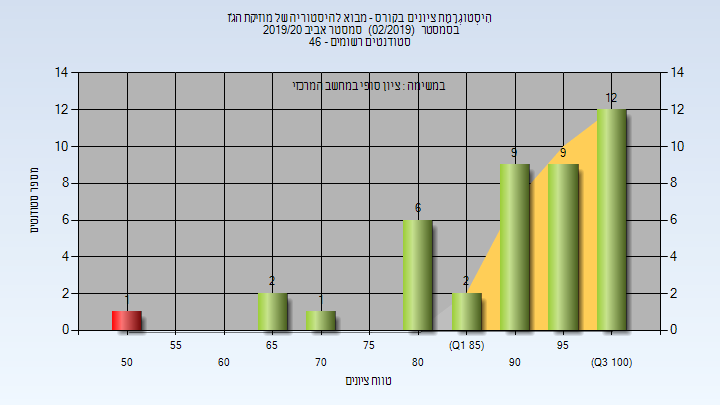 היסטוגרמת ציונים בקורס - מבוא להיסטוריה של מוזיקת הג'ז
בסמסטר (02/2019) סמסטר אביב 2019/20
סטודנטים רשומים - 46
במשימה : ציון סופי במחשב המרכזי
מספר סטודנטים
14 14
12 12
10 10
8 8
6 6
4 4
2 2
0 0
1 2 1 6 2 9 9 12
55 65 75 (Q1 85) 95
50 60 70 80 90 (Q3 100)
טווח ציונים